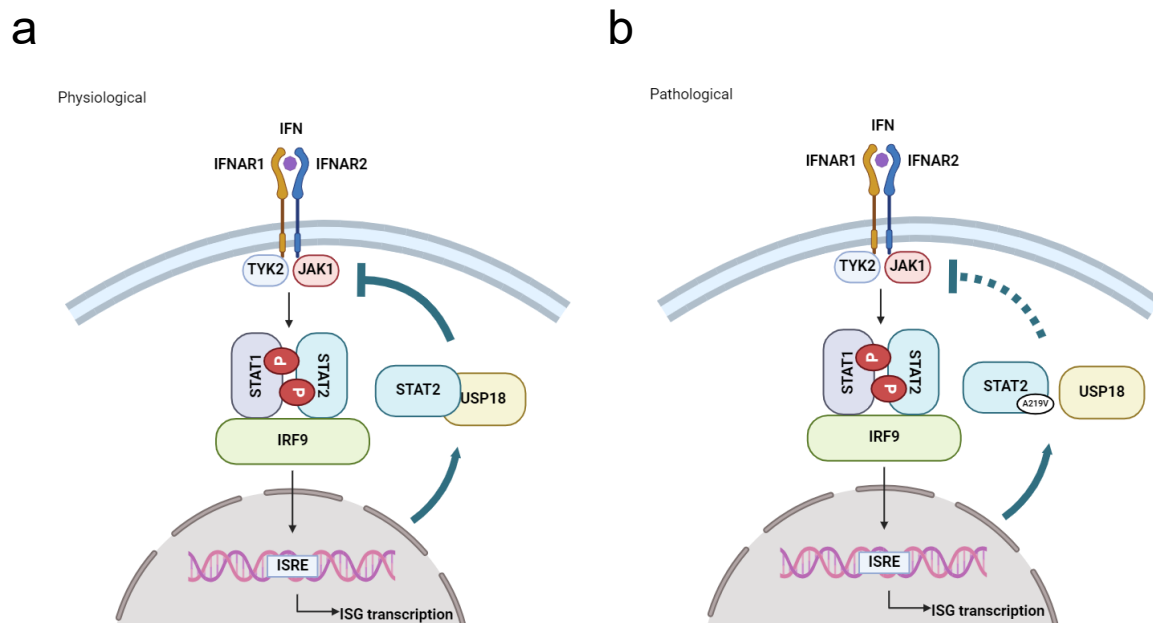 a
Physiological
IFN
IFNAR1
IFNAR2
TYK2
JAK1
STAT1
P
P
STAT2
STAT2
USP18
IRF9
ISRE
ISG transcription
b
Pathological
IFN
IFNAR1
IFNAR2
TYK2
JAK1
STAT1
P
P
STAT2
STAT2
A219V
USP18
IRF9
ISRE
ISG transcription